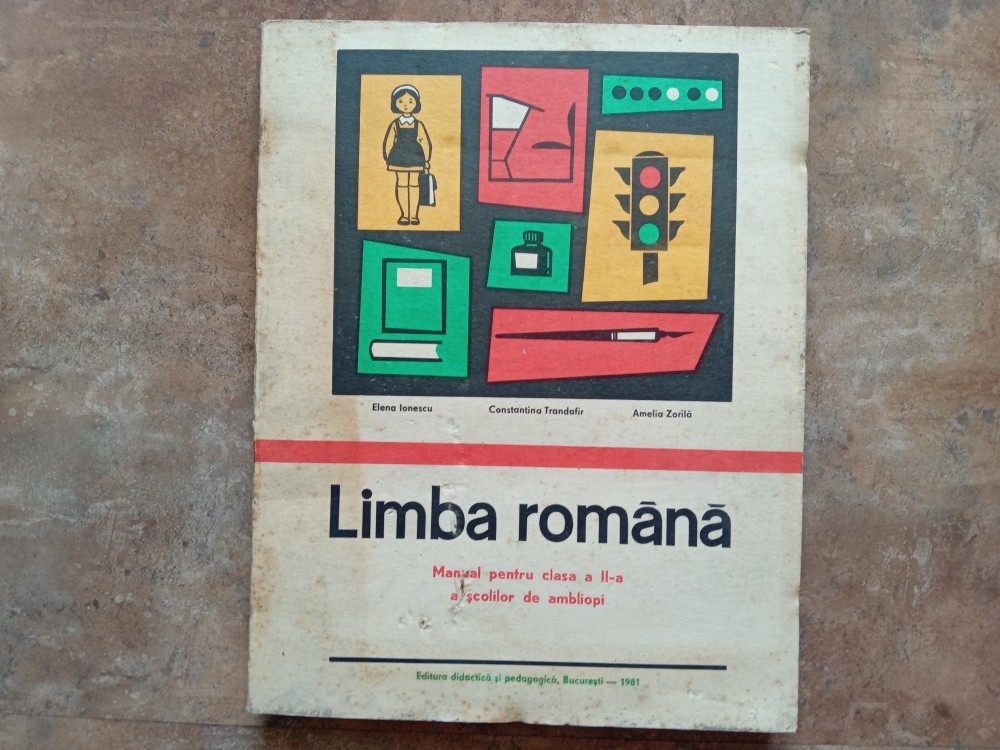 Elena Ionescu Constantina Trandafir Amelia Zorilă
Limba română
Manual pentru clasa a II-a
a școlilor de ambliopi
Editura didactică și pedagogică, București — 1981